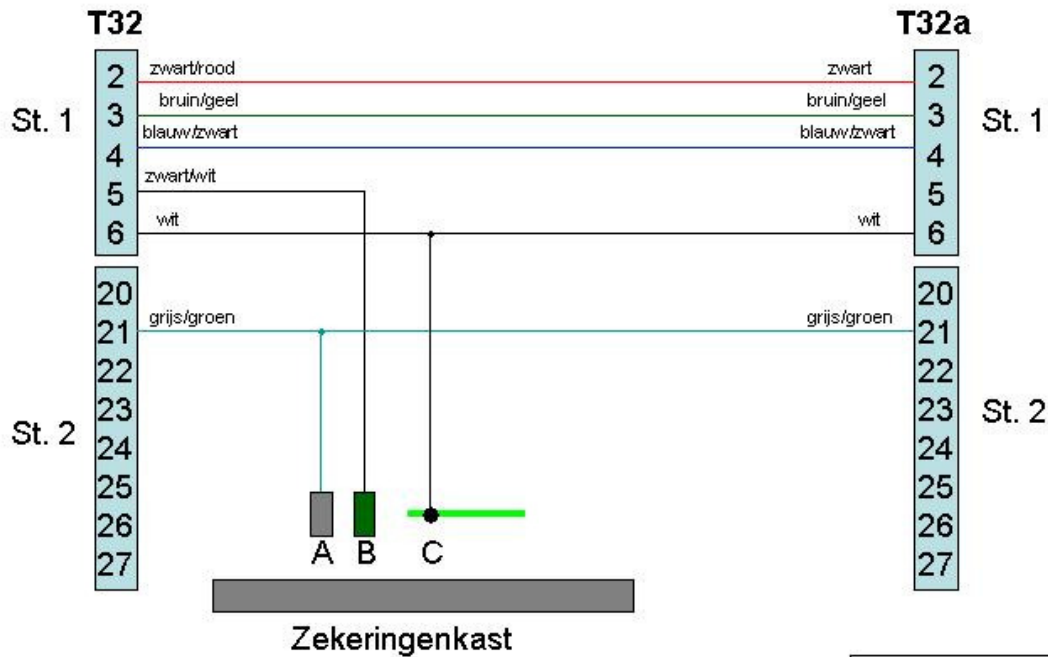 T32 T32a
2 zwart/rood zwart 2
St. 1 3 bruin/geel bruin/geel 3 St. 1
4 blauw/zwart blauw/zwart 4
5 zwart/wit 5
6 wit wit 6
20 20
21 grijs/groen grijs/groen 21
22 22
23 23
St. 2 St. 2
24 24
25 25
26 26
A B C
27 27
Zekeringenkast